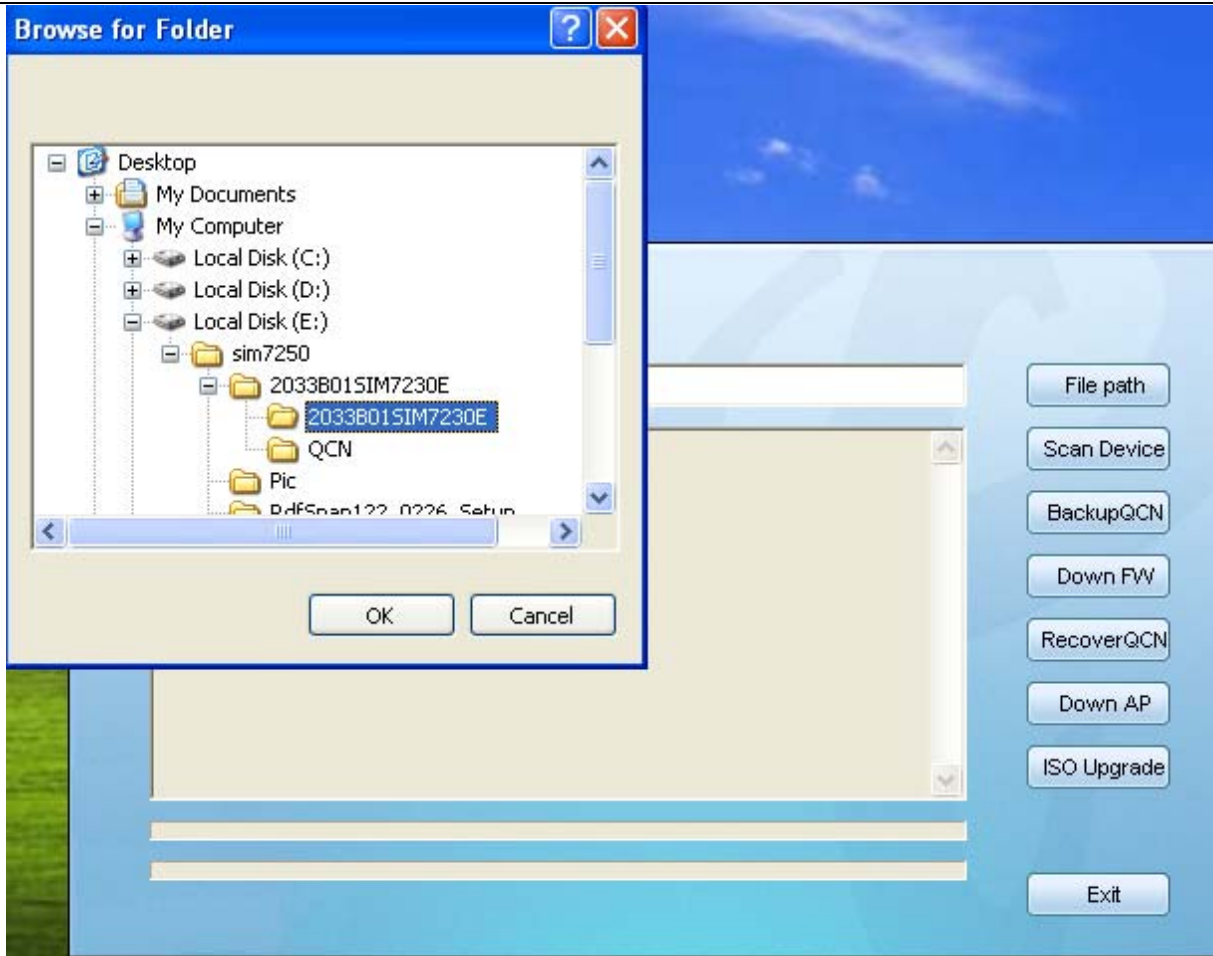 Browse for Folder
Desktop
My Documents
My Computer
Local Disk (C:)
Local Disk (D:)
Local Disk (E:)
sim7250
2033B01SIM7230E
2033B01SIM7230E
QCN
Pic
OK
Cancel
File path
Scan Device
BackupQCN
Down FW
RecoverQCN
Down AP
ISO Upgrade
Exit